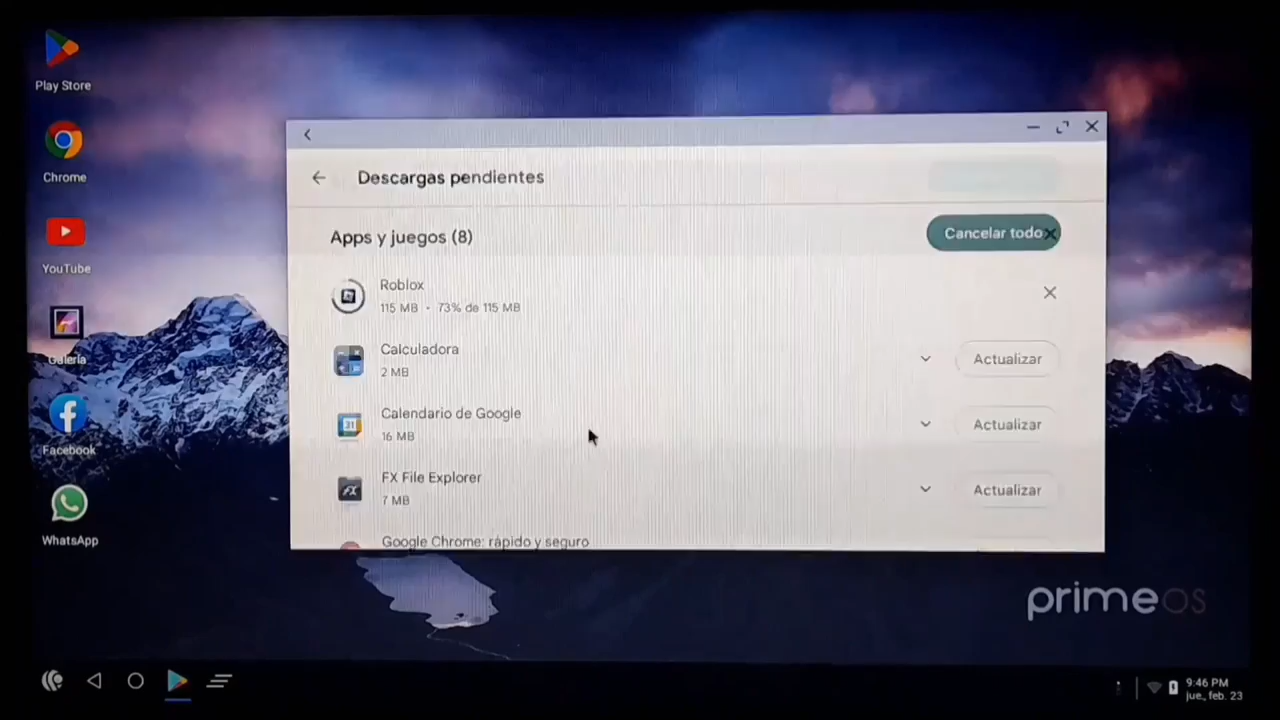 Play Store
Chrome
YouTube
Galería
Facebook
WhatsApp
Descargas pendientes
Apps y juegos (8)
Cancelar todo
Roblox
115 MB • 73% de 115 MB
Calculadora
2 MB
Actualizar
Calendario de Google
31
16 MB
Actualizar
FX File Explorer
FX
7 MB
Actualizar
Google Chrome: rápido y seguro
primeos
9:46 PM
jue., feb. 23